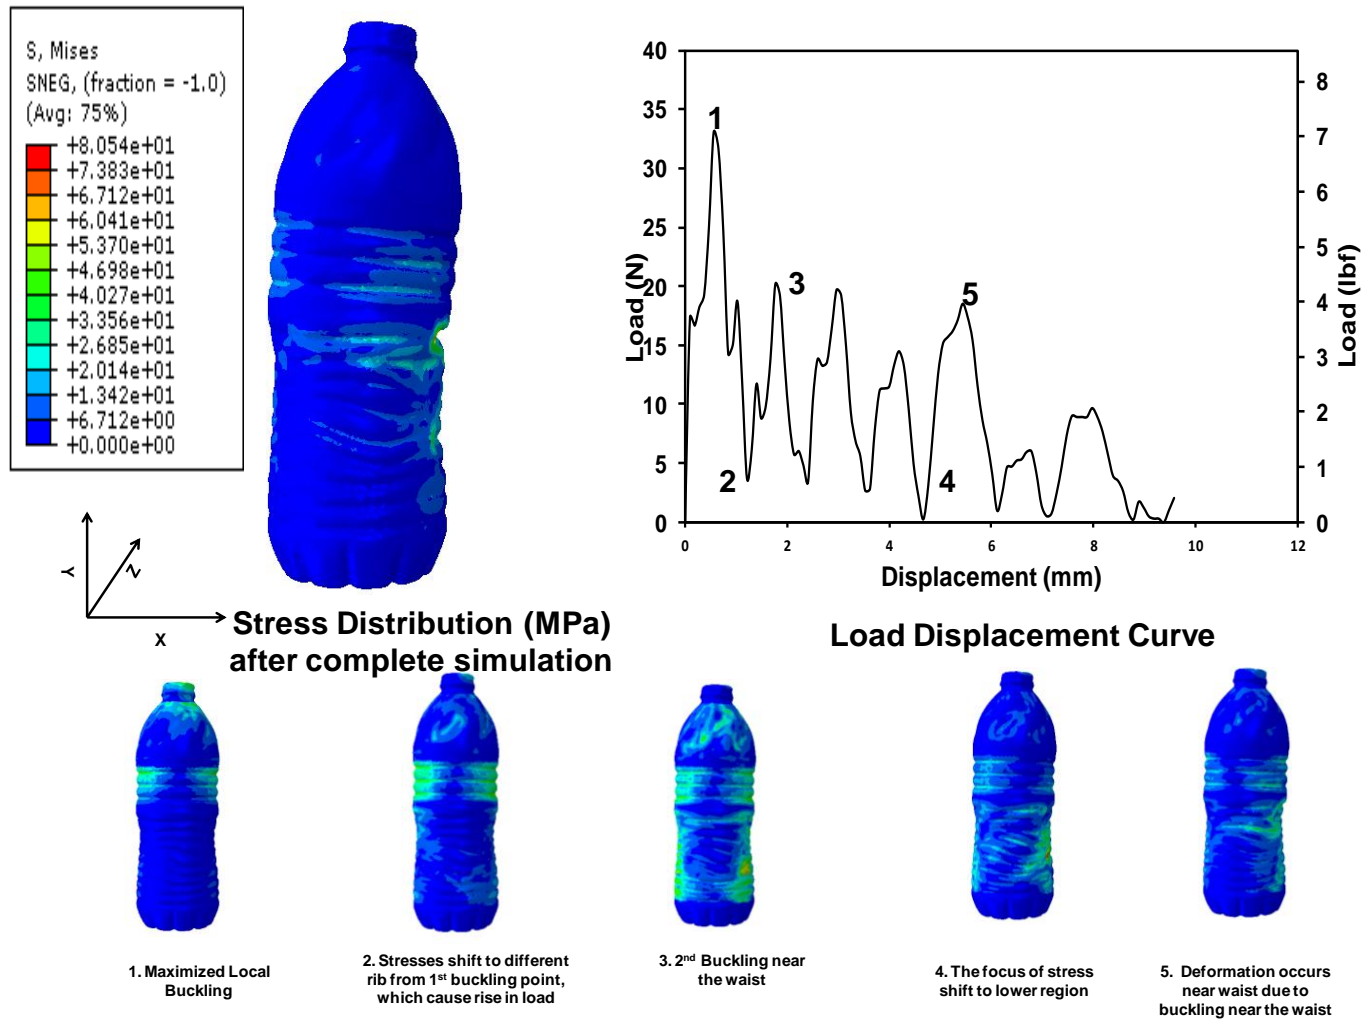 S, Mises
SNEG, (fraction = -1.0)
(Avg: 75%)
+8.054e+01
+7.383e+01
+6.712e+01
+6.041e+01
+5.370e+01
+4.698e+01
+4.027e+01
+3.356e+01
+2.685e+01
+2.014e+01
+1.342e+01
+6.712e+00
+0.000e+00
Y
Z
X
Stress Distribution (MPa)
after complete simulation
40
35
30
25
20
15
10
5
0
Load (N)
1
2
3
4
5
8
7
6
5
4
3
2
1
0
Load (lbf)
0 2 4 6 8 10 12
Displacement (mm)
Load Displacement Curve
1. Maximized Local
Buckling
2. Stresses shift to different
rib from 1st buckling point,
which cause rise in load
3. 2nd Buckling near
the waist
4. The focus of stress
shift to lower region
5. Deformation occurs
near waist due to
buckling near the waist